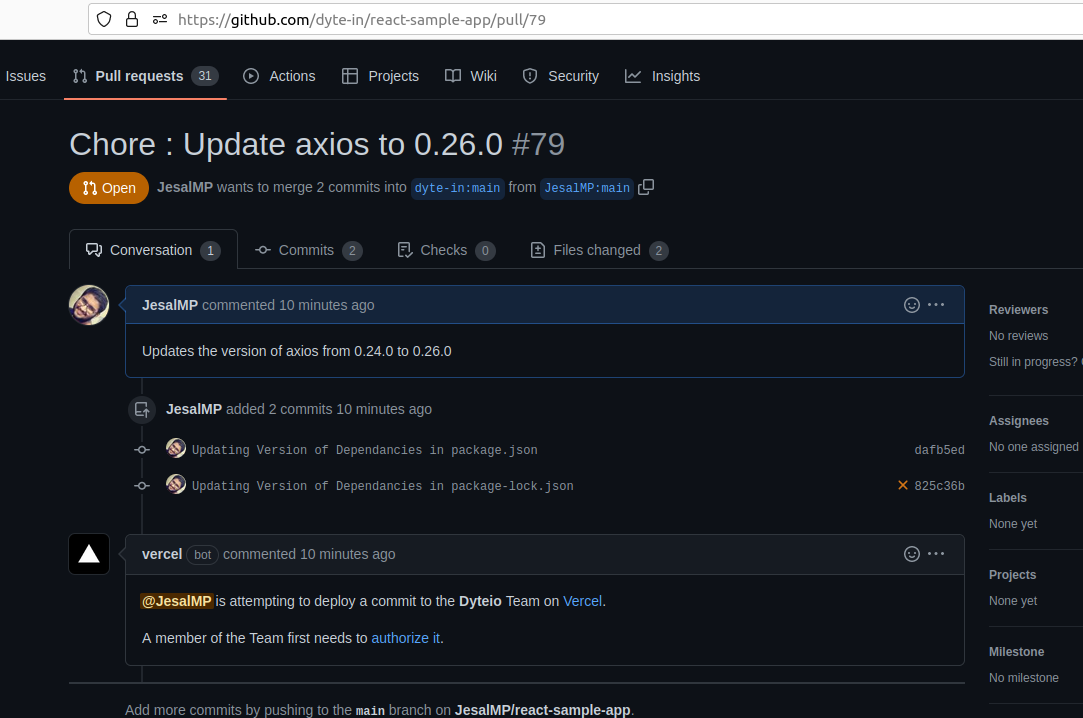 https://github.com/dyte-in/react-sample-app/pull/79
Issues Pull requests 31 Actions Projects Wiki Security Insights
Chore : Update axios to 0.26.0 #79
Open JesalMP wants to merge 2 commits into dyte-in:main from JesalMP:main
Conversation 1 Commits 2 Checks 0 Files changed 2
JesalMP commented 10 minutes ago
Updates the version of axios from 0.24.0 to 0.26.0
JesalMP added 2 commits 10 minutes ago
Updating Version of Dependancies in package.json dafb5ed
Updating Version of Dependancies in package-lock.json 825c36b
vercel bot commented 10 minutes ago
@JesalMP is attempting to deploy a commit to the Dyteio Team on Vercel.
A member of the Team first needs to authorize it.
Add more commits by pushing to the main branch on JesalMP/react-sample-app.
Reviewers
No reviews
Still in progress?
Assignees
No one assigned
Labels
None yet
Projects
None yet
Milestone
No milestone